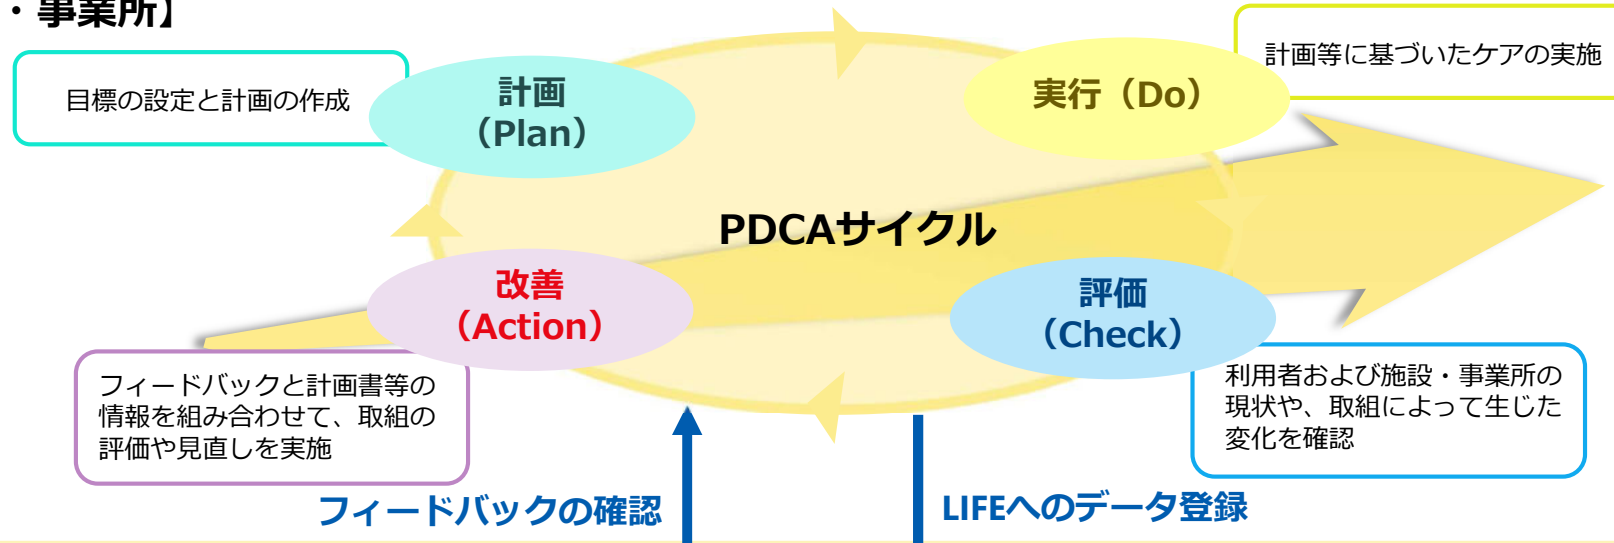 ・事業所】
目標の設定と計画の作成
計画
（Plan）
実行（Do）
計画等に基づいたケアの実施
PDCAサイクル
改善
（Action）
評価
（Check）
フィードバックと計画書等の
情報を組み合わせて、取組の
評価や見直しを実施
利用者および施設・事業所の
現状や、取組によって生じた
変化を確認
フィードバックの確認
LIFEへのデータ登録